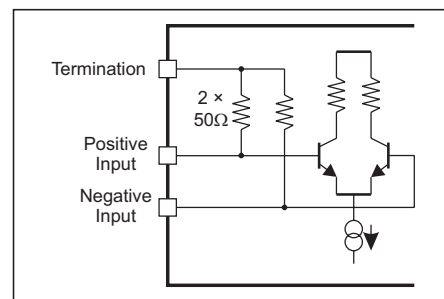 Termination
2 ×
50Ω
Positive
Input
Negative
Input